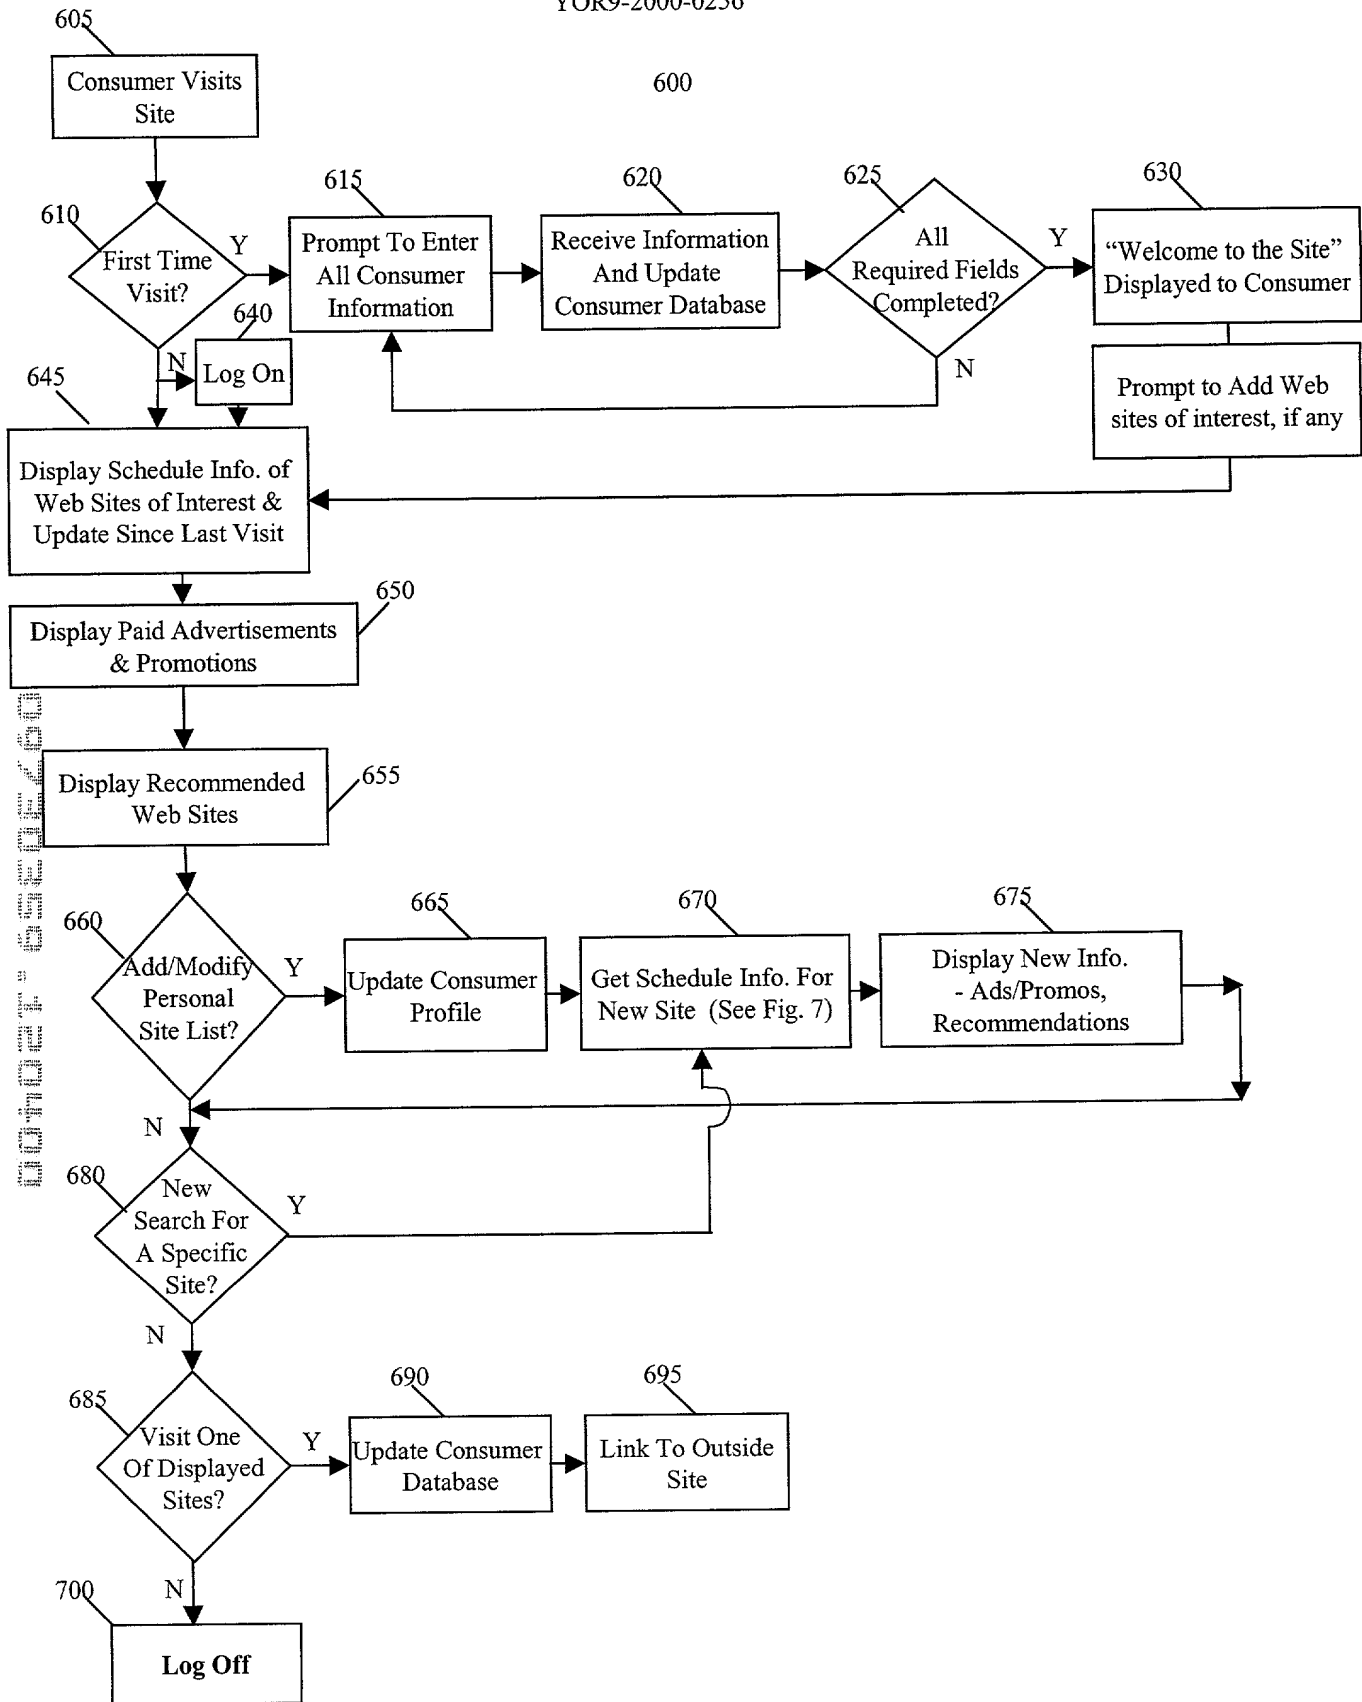 YOR9-2000-0256
605
Consumer Visits
Site
600
610
First Time
Visit?
Y
N
615
Prompt To Enter
All Consumer
Information
620
Receive Information
And Update
Consumer Database
625
All
Required Fields
Completed?
Y
N
630
“Welcome to the Site”
Displayed to Consumer
Prompt to Add Web
sites of interest, if any
640
Log On
645
Display Schedule Info. of
Web Sites of Interest &
Update Since Last Visit
650
Display Paid Advertisements
& Promotions
655
Display Recommended
Web Sites
660
Add/Modify
Personal
Site List?
Y
N
665
Update Consumer
Profile
670
Get Schedule Info. For
New Site (See Fig. 7)
675
Display New Info.
- Ads/Promos,
Recommendations
680
New
Search For
A Specific
Site?
Y
N
685
Visit One
Of Displayed
Sites?
Y
N
690
Update Consumer
Database
695
Link To Outside
Site
700
Log Off